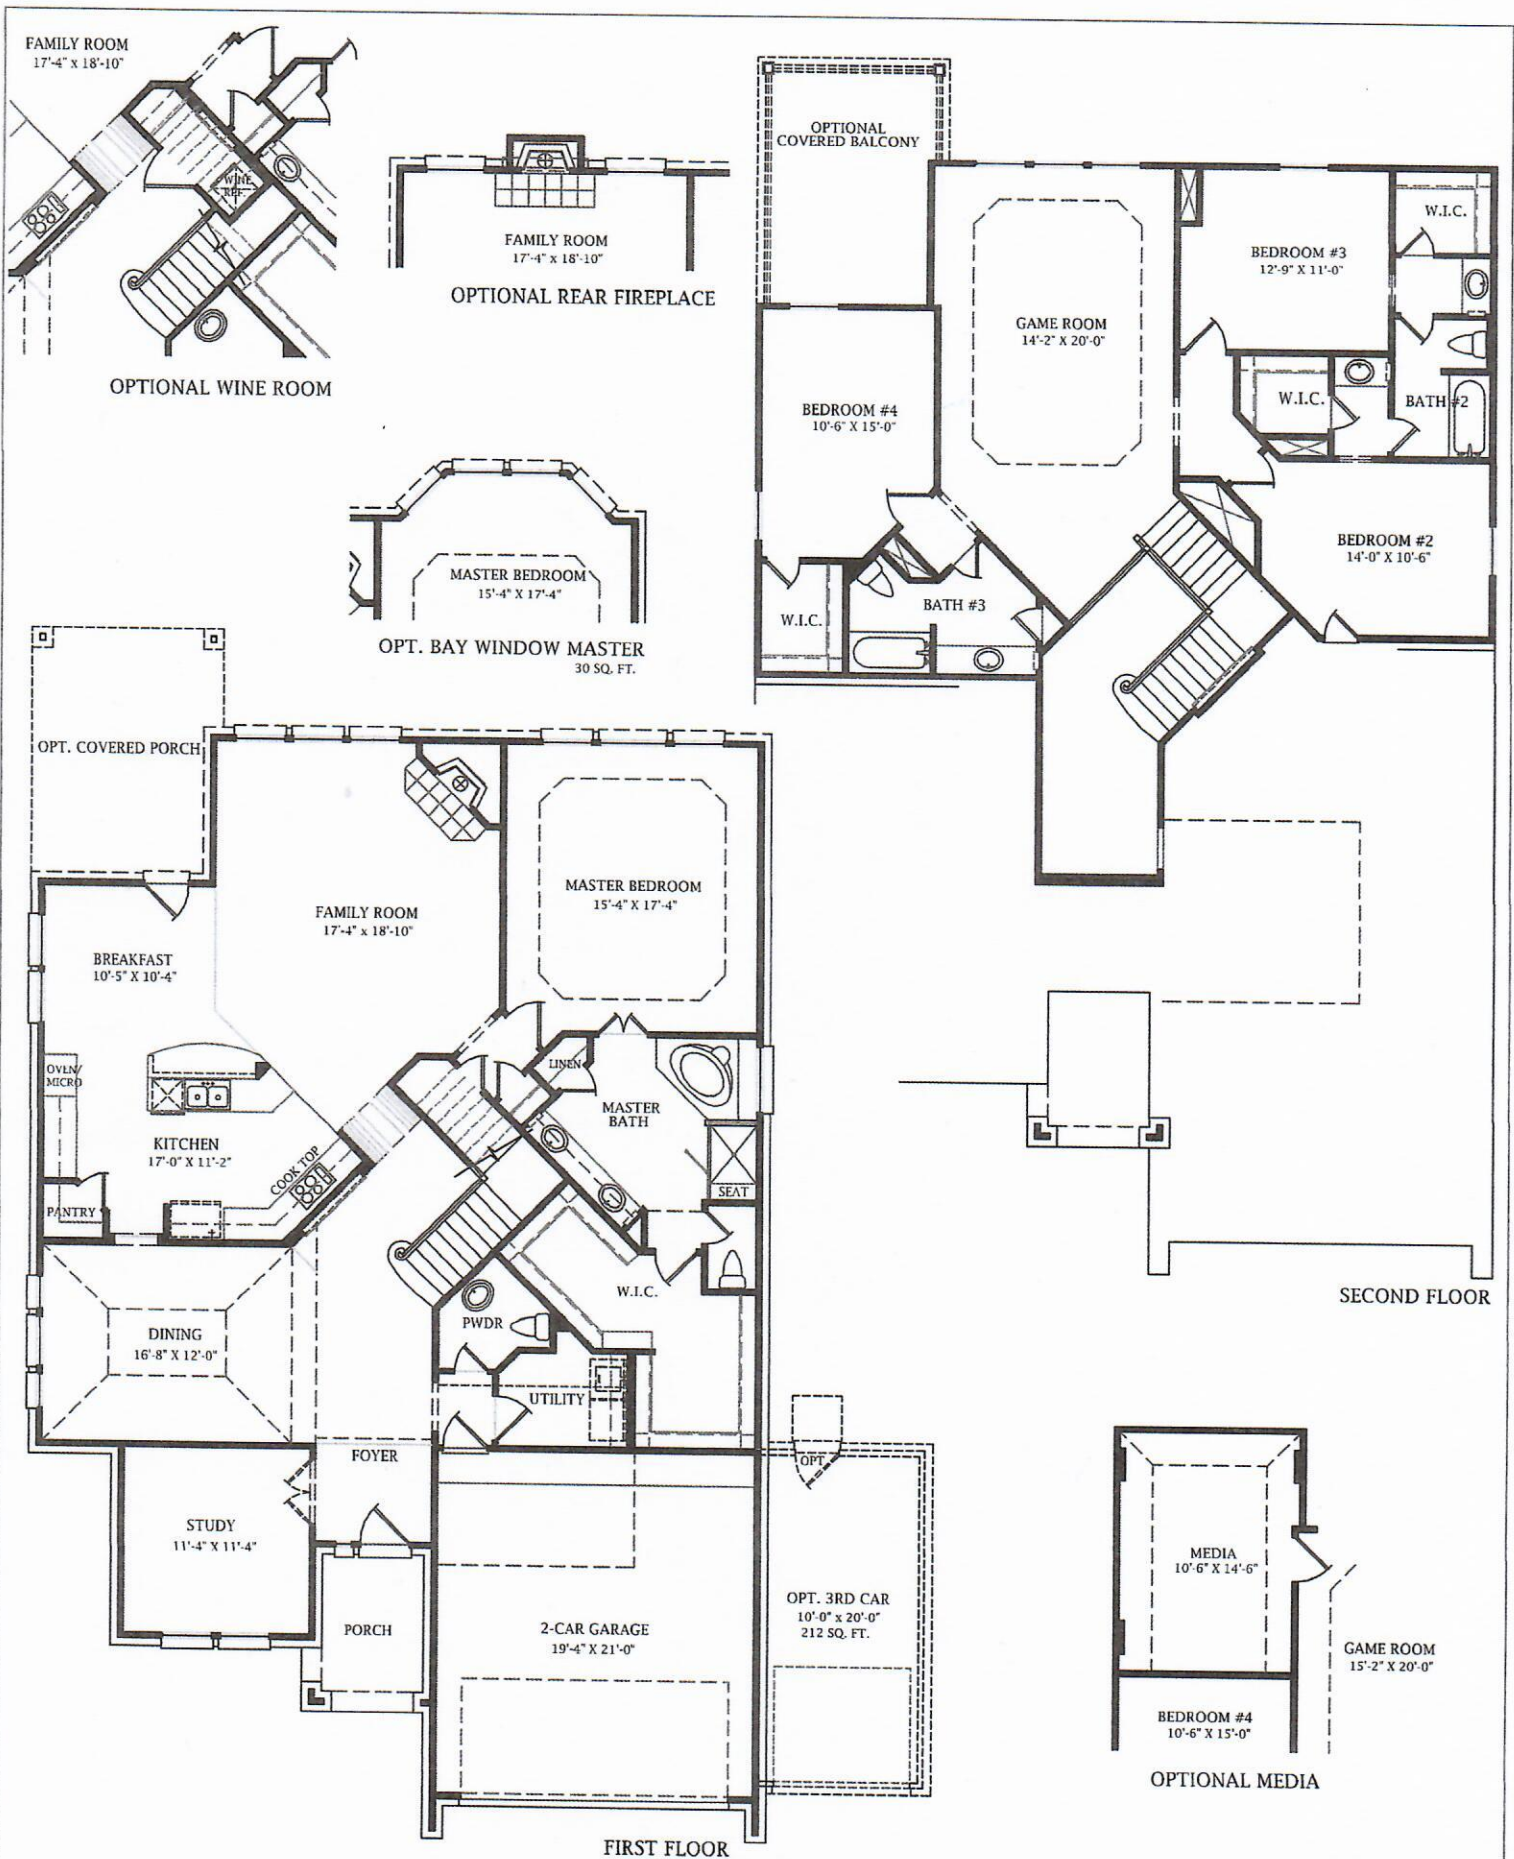 FAMILY ROOM
17'-4" x 18'-10"
WINE
REF.
OPTIONAL WINE ROOM
FAMILY ROOM
17'-4" x 18'-10"
OPTIONAL REAR FIREPLACE
MASTER BEDROOM
15'-4" X 17'-4"
OPT. BAY WINDOW MASTER
30 SQ. FT.
OPTIONAL
COVERED BALCONY
GAME ROOM
14'-2" X 20'-0"
BEDROOM #3
12'-9" X 11'-0"
W.I.C.
W.I.C.
BATH #2
BEDROOM #4
10'-6" X 15'-0"
BEDROOM #2
14'-0" X 10'-6"
BATH #3
W.I.C.
SECOND FLOOR
OPT. COVERED PORCH
FAMILY ROOM
17'-4" x 18'-10"
MASTER BEDROOM
15'-4" X 17'-4"
BREAKFAST
10'-5" X 10'-4"
OVEN/
MICRO
LINEN
MASTER
BATH
KITCHEN
17'-0" X 11'-2"
COOK TOP
SEAT
PANTRY
W.I.C.
DINING
16'-8" X 12'-0"
PWDR
UTILITY
FOYER
OPT.
STUDY
11'-4" X 11'-4"
PORCH
2-CAR GARAGE
19'-4" X 21'-0"
OPT. 3RD CAR
10'-0" x 20'-0"
212 SQ. FT.
FIRST FLOOR
MEDIA
10'-6" X 14'-6"
GAME ROOM
15'-2" X 20'-0"
BEDROOM #4
10'-6" X 15'-0"
OPTIONAL MEDIA